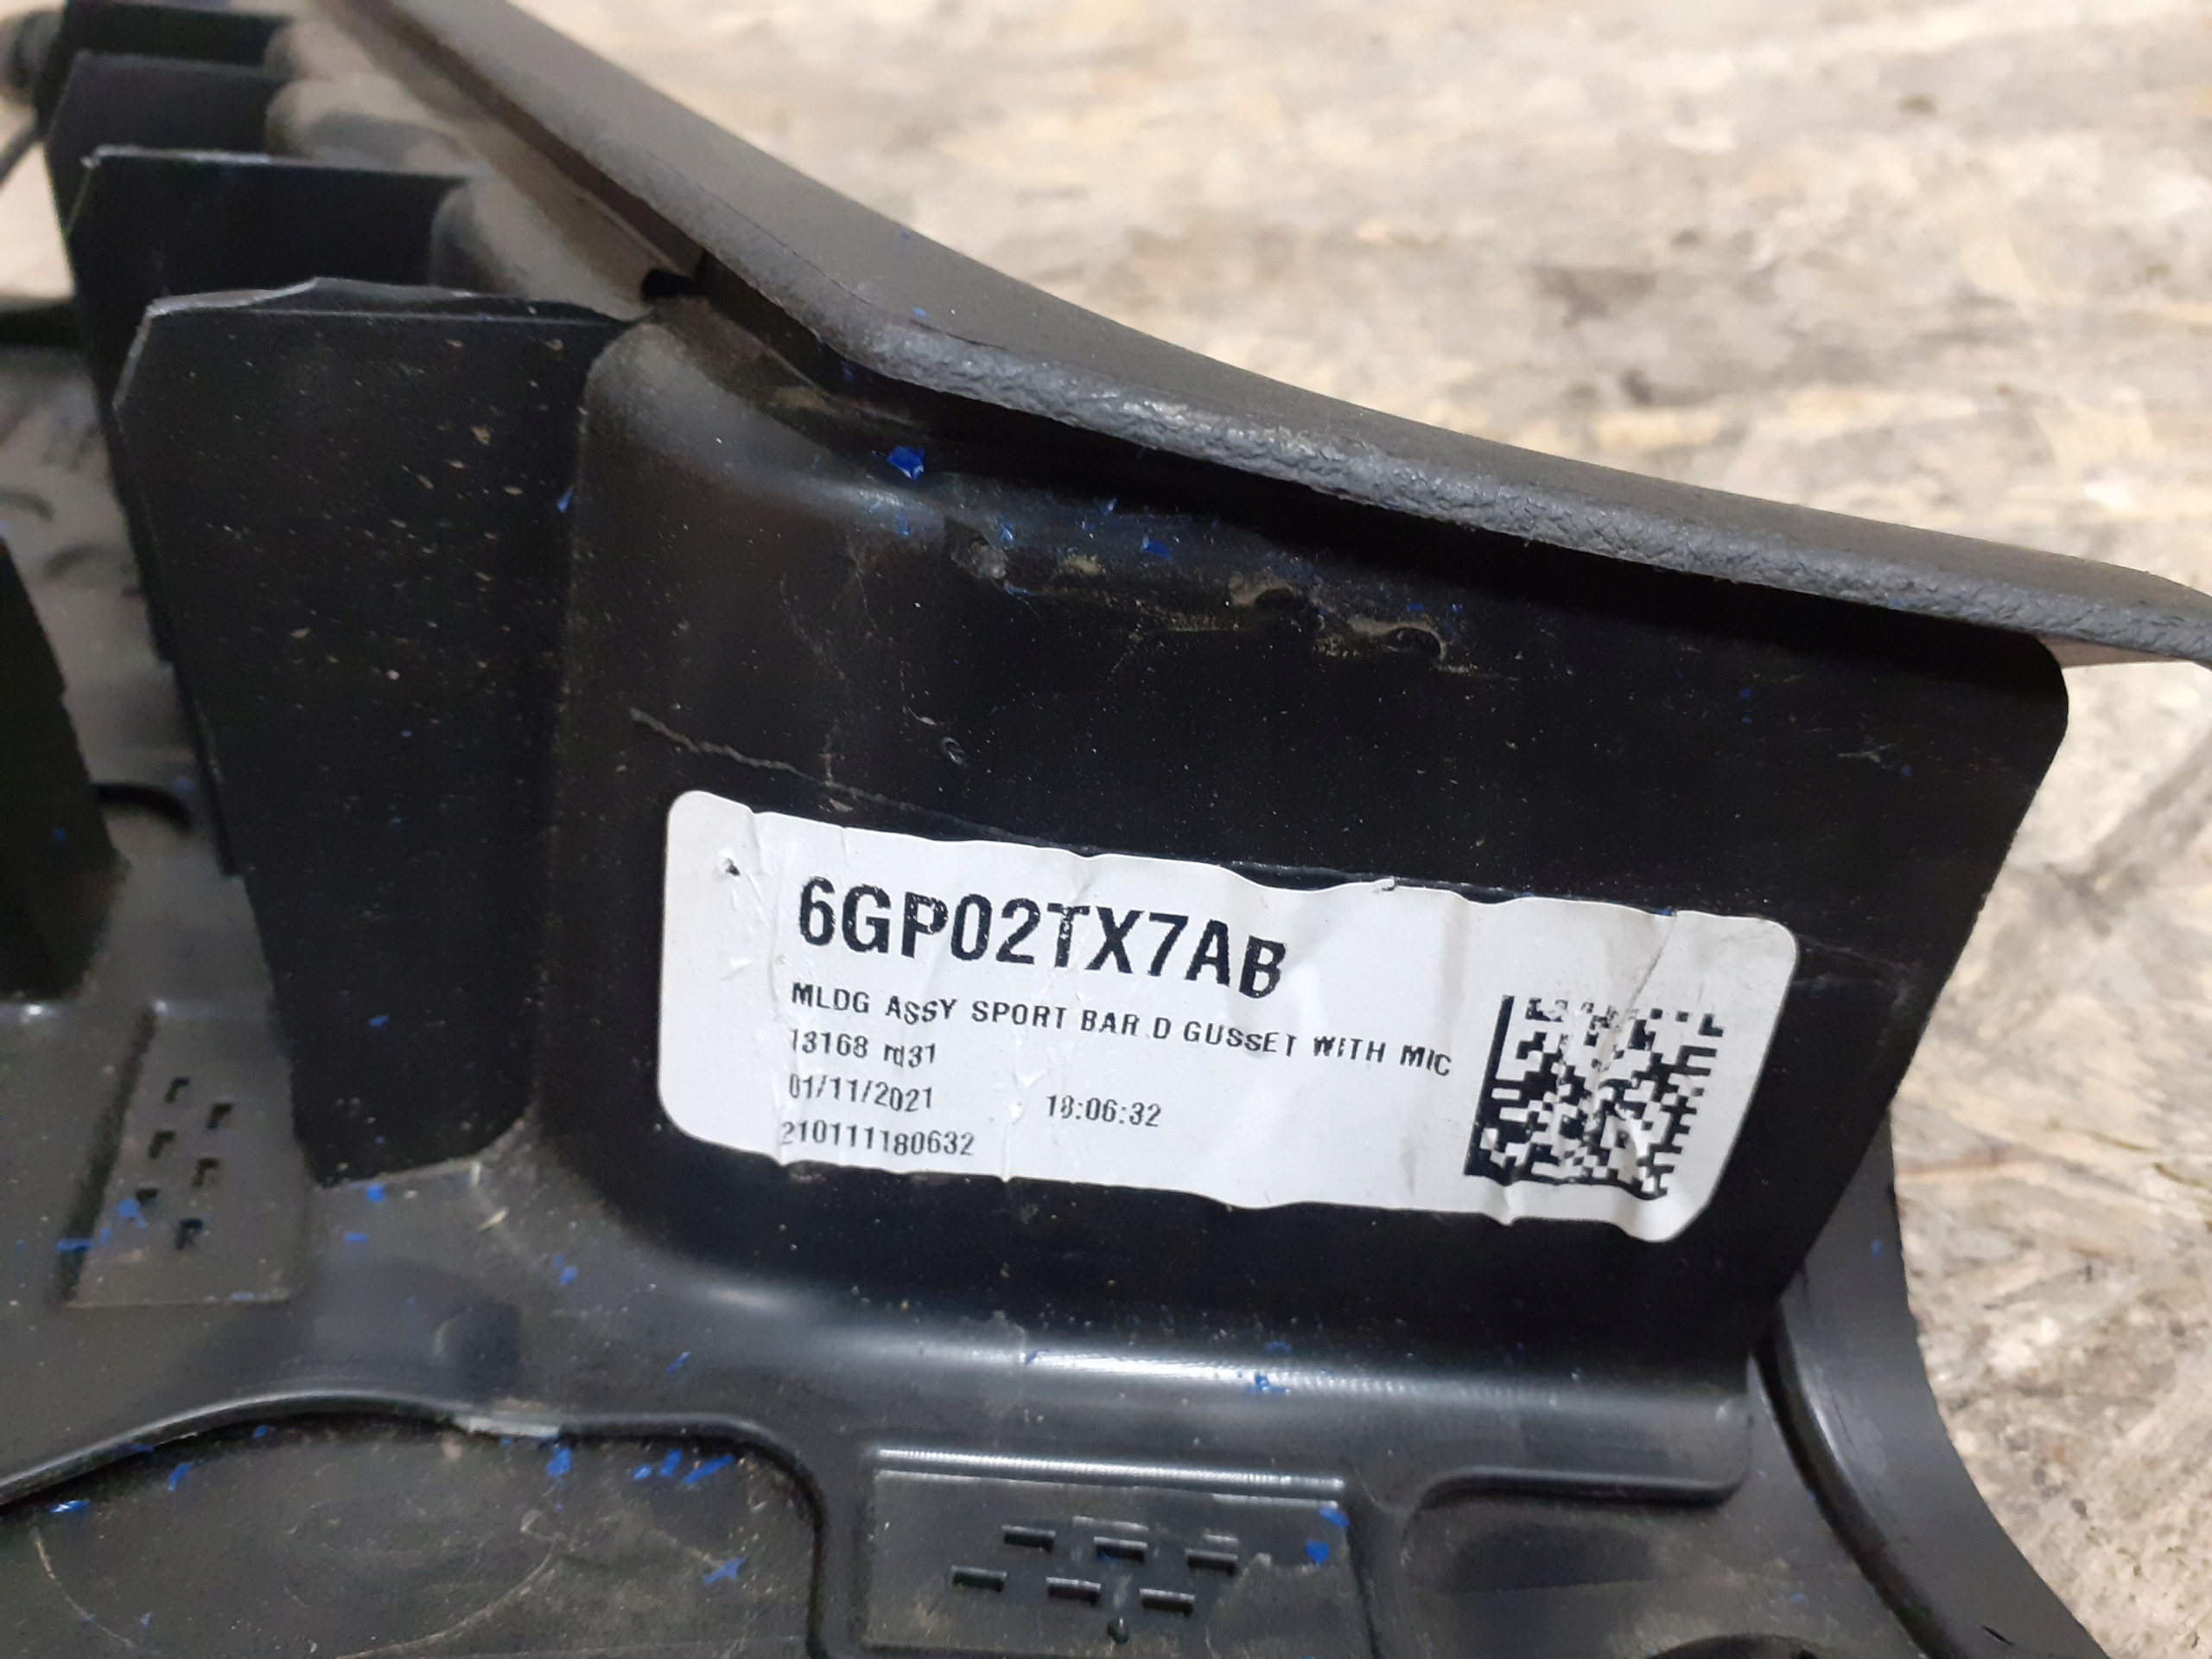 6GP02TX7AB
MLDG ASSY SPORT BAR D GUSSET WITH MIC
13168 rd31
01/11/2021 18:06:32
210111180632